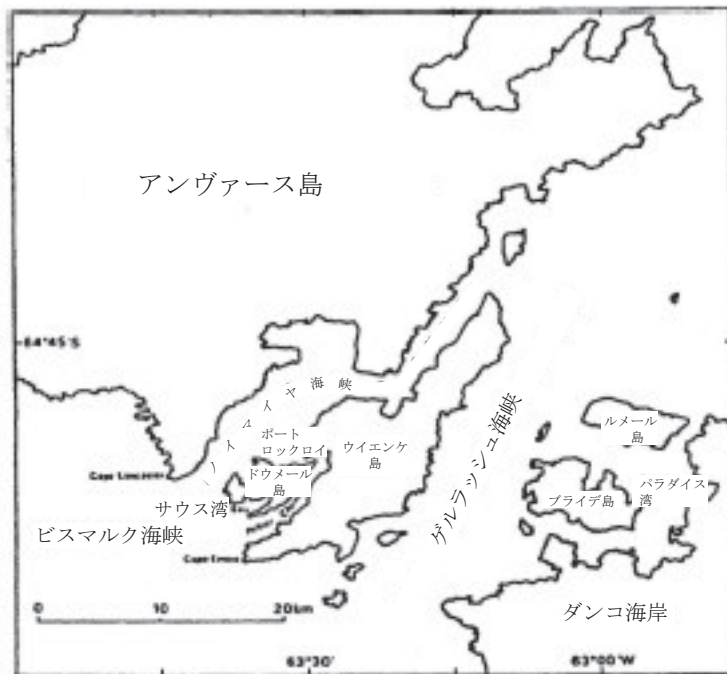 アンヴァース島
64°45'S
ノイマイヤ海峡
ポート
ロックロイ
ウイエンケ
島
ドウメール
島
サウス湾
ビスマルク海峡
ゲルラッシュ海峡
ルメール
島
ブライデ島
パラダイス
湾
ダンコ海岸
0 10 20km
63°30'
63°00'W